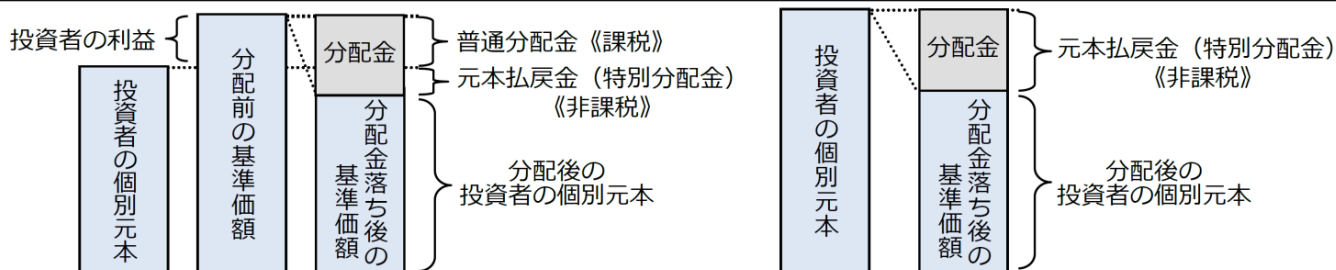 投資者の利益
投資者の個別元本
分配前の基準価額
分配金
分配金落ち後の
基準価額
普通分配金《課税》
元本払戻金（特別分配金）
《非課税》
分配後の
投資者の個別元本
投資者の個別元本
分配金
分配金落ち後の
基準価額
元本払戻金（特別分配金）
《非課税》
分配後の
投資者の個別元本